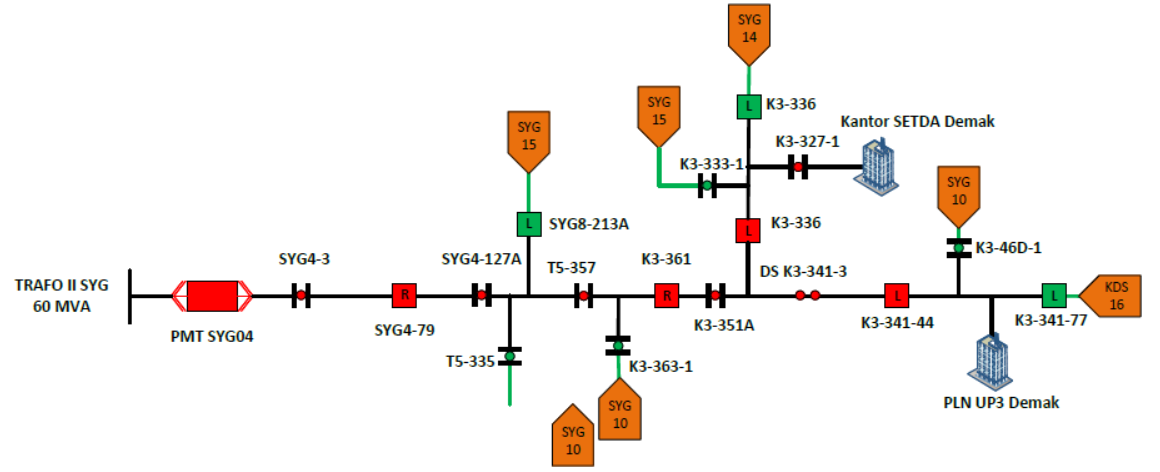 SYG
14
SYG
15
K3-336
Kantor SETDA Demak
SYG
15
K3-333-1
K3-327-1
SYG
10
L
L
SYG8-213A
L
K3-336
K3-46D-1
SYG4-3
SYG4-127A
T5-357
K3-361
DS K3-341-3
TRAFO II SYG
60 MVA
R
R
L
L
KDS
16
PMT SYG04
SYG4-79
K3-351A
K3-341-44
K3-341-77
T5-335
K3-363-1
PLN UP3 Demak
SYG
10
SYG
10